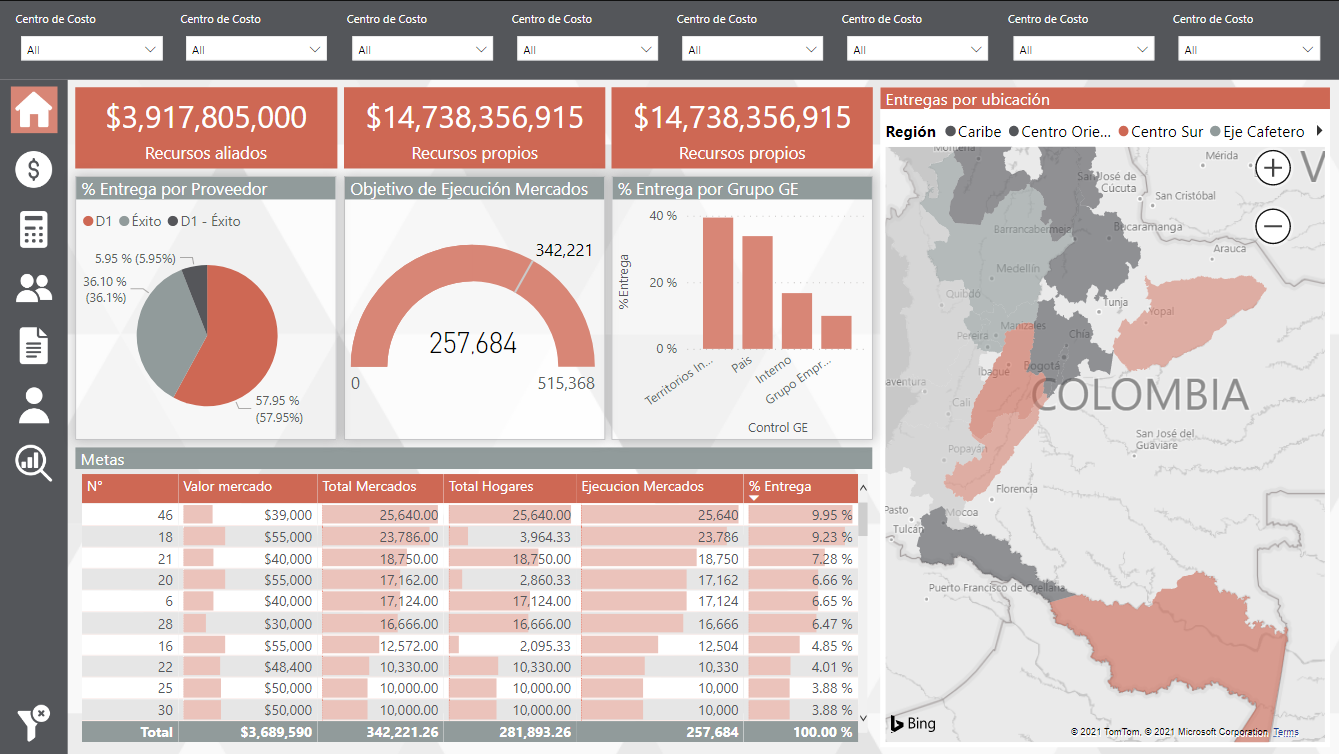 Centro de Costo Centro de Costo Centro de Costo Centro de Costo Centro de Costo Centro de Costo Centro de Costo Centro de Costo
All All All All All All All All
$3,917,805,000
Recursos aliados
$14,738,356,915
Recursos propios
$14,738,356,915
Recursos propios
% Entrega por Proveedor
D1 Éxito D1 - Éxito
5.95 % (5.95%)
36.10 %
(36.1%)
57.95 %
(57.95%)
Objetivo de Ejecución Mercados
342,221
257,684
0
515,368
% Entrega por Grupo GE
40 %
20 %
0 %
%Entrega
Territorios In...
País
Interno
Grupo Empr...
Control GE
Metas
N° Valor mercado Total Mercados Total Hogares Ejecucion Mercados % Entrega
46 $39,000 25,640.00 25,640.00 25,640 9.95 %
18 $55,000 23,786.00 3,964.33 23,786 9.23 %
21 $40,000 18,750.00 18,750.00 18,750 7.28 %
20 $55,000 17,162.00 2,860.33 17,162 6.66 %
6 $40,000 17,124.00 17,124.00 17,124 6.65 %
28 $30,000 16,666.00 16,666.00 16,666 6.47 %
16 $55,000 12,572.00 2,095.33 12,504 4.85 %
22 $48,400 10,330.00 10,330.00 10,330 4.01 %
25 $50,000 10,000.00 10,000.00 10,000 3.88 %
30 $50,000 10,000.00 10,000.00 10,000 3.88 %
Total $3,689,590 342,221.26 281,893.26 257,684 100.00 %
Entregas por ubicación
Región Caribe Centro Orie... Centro Sur Eje Cafetero
Montería
Mérida
V
San José de
Cúcuta
San Cristóbal
Barrancabermeja
Bucaramanga
Arauca
Medellín
Quibdó
Tunja
Yopal
Manizales
Pereira
Chía
Ibagué
Bogotá
aventura
COLOMBIA
Cali
San José del
Guaviare
Popayán
Florencia
Pasto
Mocoa
Tulcán
Puerto Francisco de Orellana
Bing
© 2021 TomTom, © 2021 Microsoft Corporation, Terms